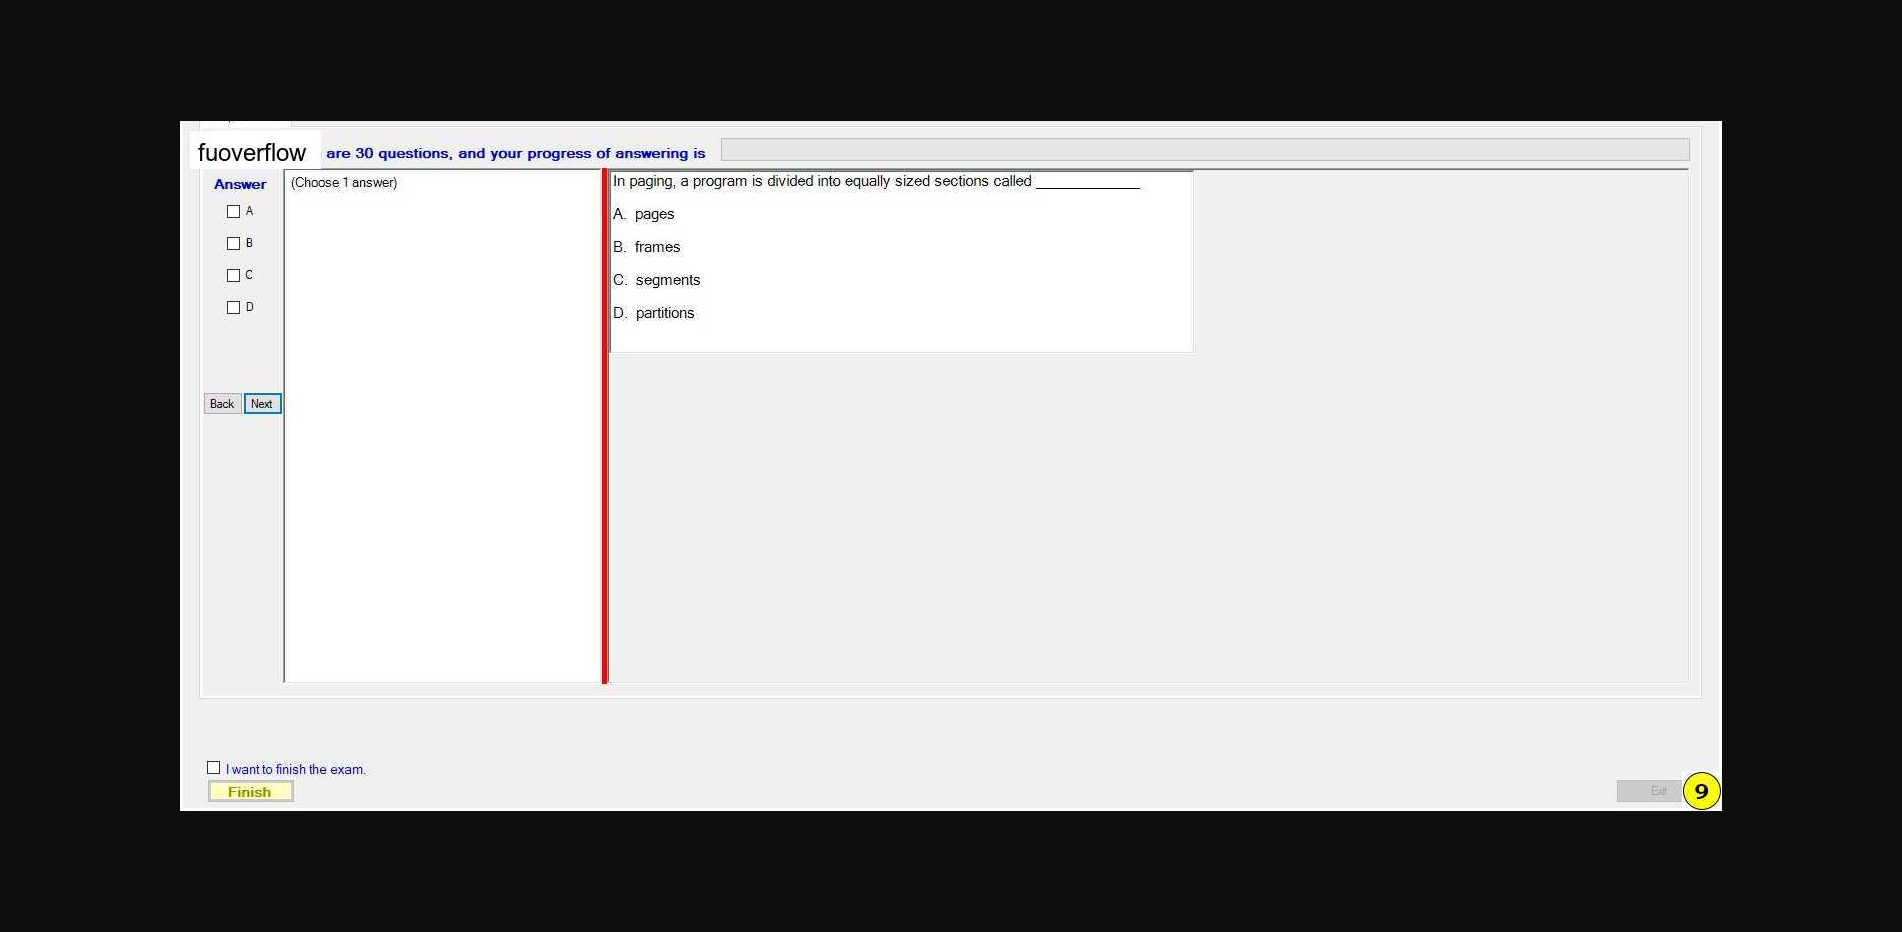 fuoverflow are 30 questions, and your progress of answering is
Answer
(Choose 1 answer)
A
B
C
D
Back Next
In paging, a program is divided into equally sized sections called _____________
A. pages
B. frames
C. segments
D. partitions
I want to finish the exam.
Finish
Exit
9